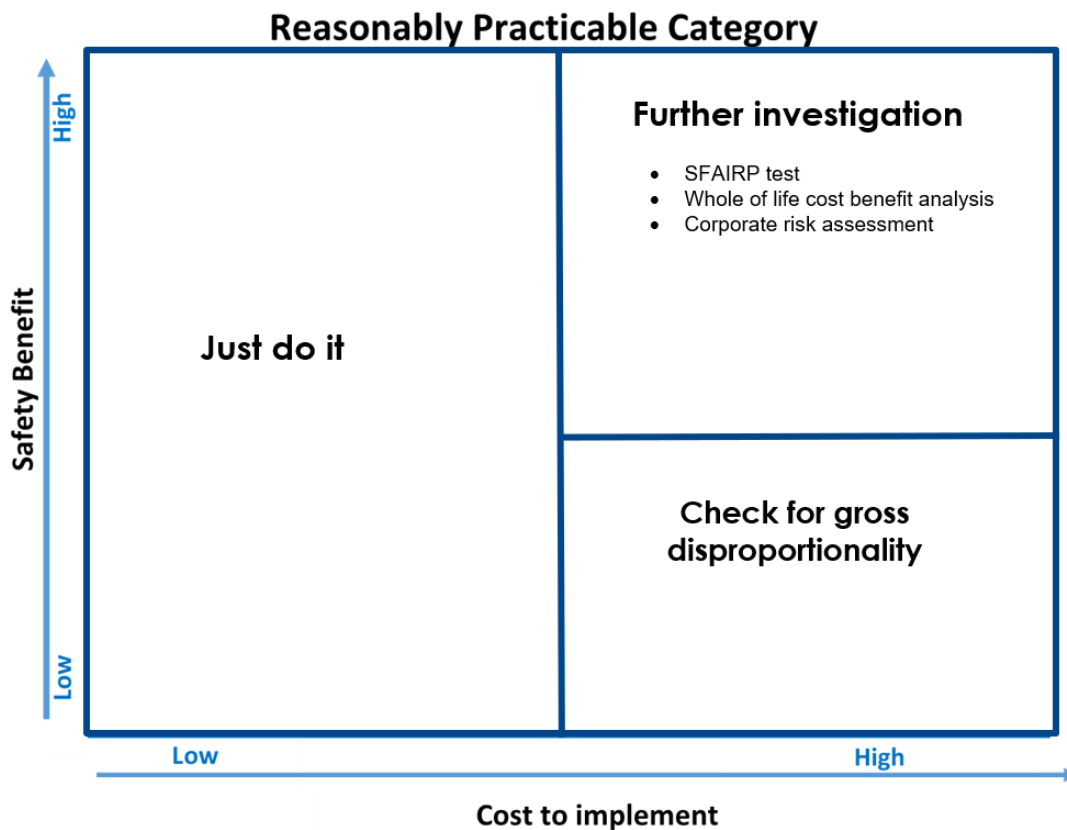 Reasonably Practicable Category
High
Safety Benefit
Low
Just do it
Further investigation
• SFAIRP test
• Whole of life cost benefit analysis
• Corporate risk assessment
Check for gross
disproportionality
Low
High
Cost to implement